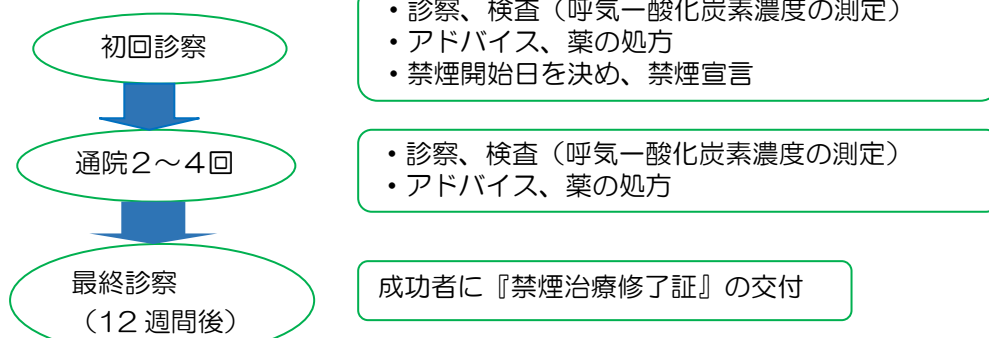 初回診察
・診察、検査（呼気一酸化炭素濃度の測定）
・アドバイス、薬の処方
・禁煙開始日を決め、禁煙宣言
通院２～４回
・診察、検査（呼気一酸化炭素濃度の測定）
・アドバイス、薬の処方
最終診察
（12 週間後）
成功者に『禁煙治療修了証』の交付